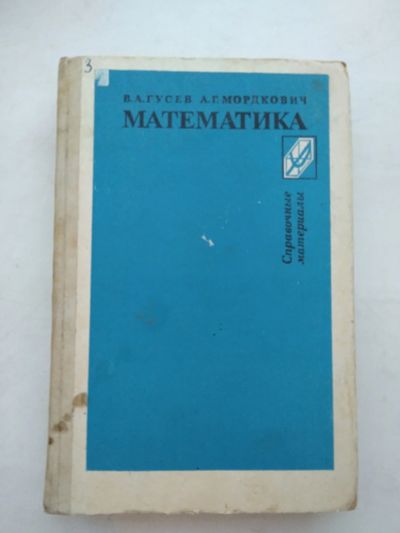 3
В.А.ГУСЕВ А.Г.МОРДКОВИЧ
МАТЕМАТИКА
Справочные
материалы